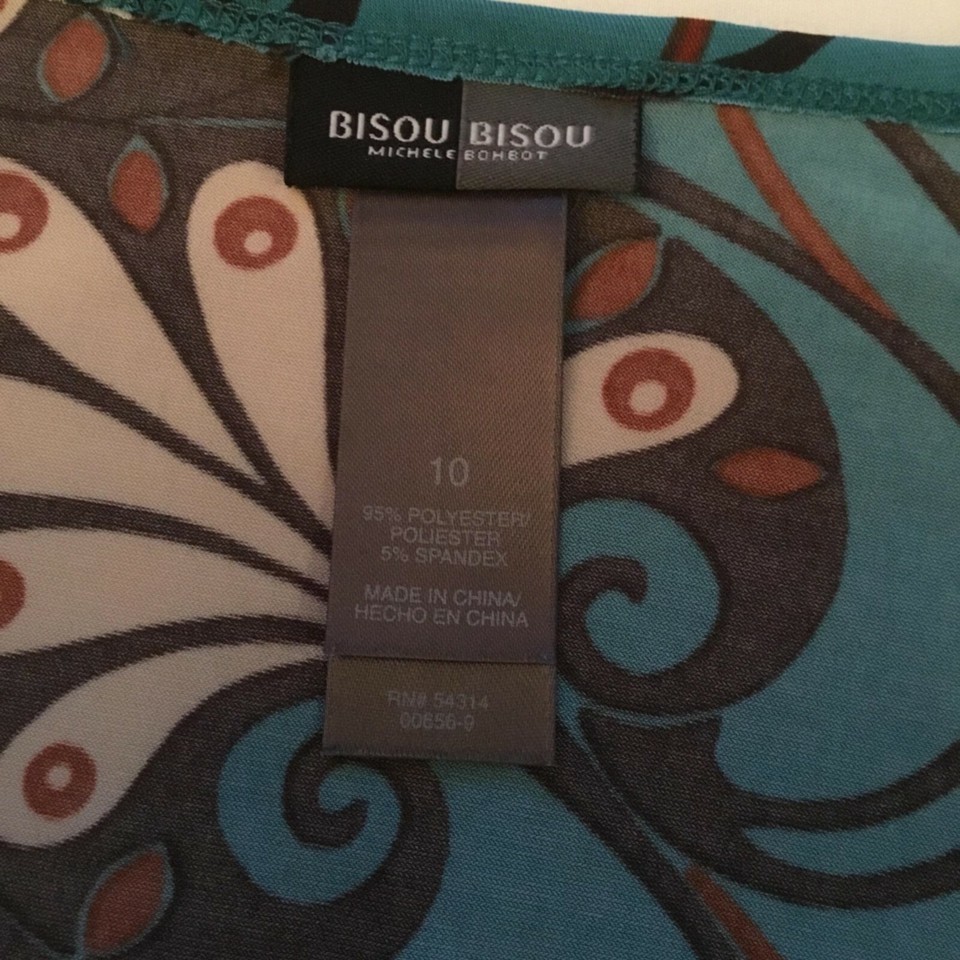 BISOU BISOU
MICHELE BOHBOT
10
95% POLYESTER/
POLIESTER
5% SPANDEX
MADE IN CHINA/
HECHO EN CHINA
RN# 54314
00656-9